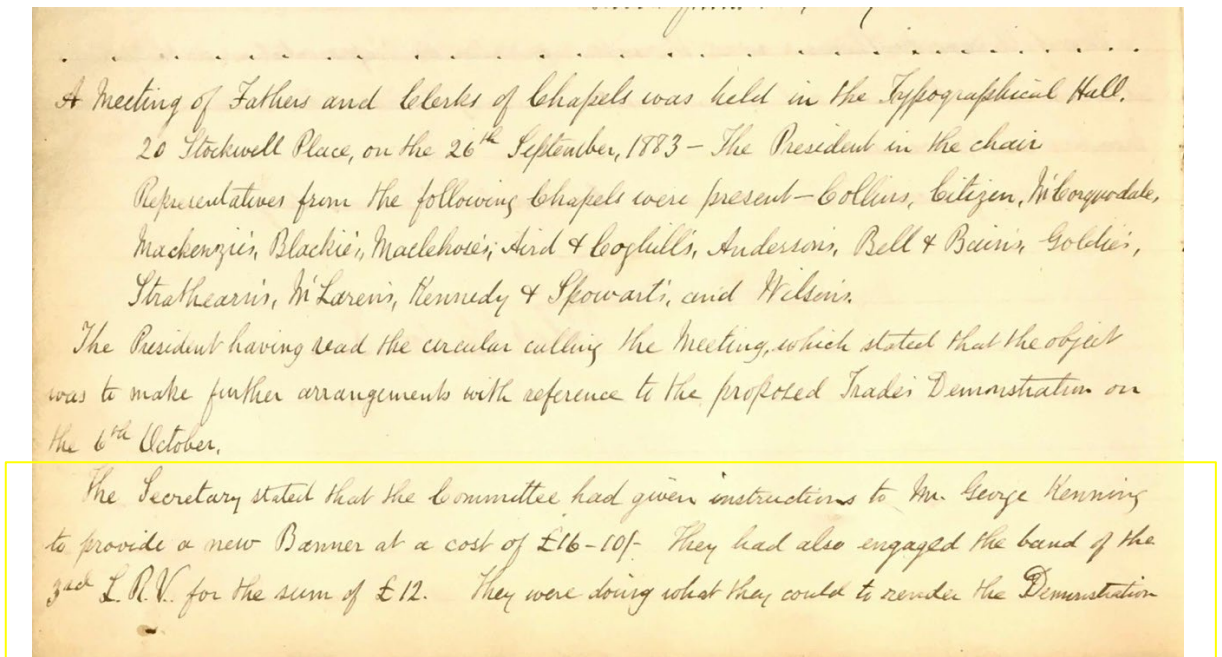 A Meeting of Fathers and Clerks of Chapels was held in the Typographical Hall.
20 Stockwell Place, on the 26th September, 1883 – The President in the chair
Representatives from the following Chapels were present – Collins, Citizen, McCorquodale,
Mackenzie's, Blackie's, Maclehose's, Aird & Coghill's, Anderson's, Bell & Bain's, Goldie's,
Strathearn's, McLaren's, Kennedy & Spowart's, and Wilson's.
The President having read the circular calling the Meeting, which stated that the object
was to make further arrangements with reference to the proposed Trades Demonstration on
the 6th October.
The Secretary stated that the Committee had given instructions to Mr. George Kenning
to provide a new Banner at a cost of £16-10/- They had also engaged the band of the
3rd L.R.V. for the sum of £12. They were doing what they could to render the Demonstration